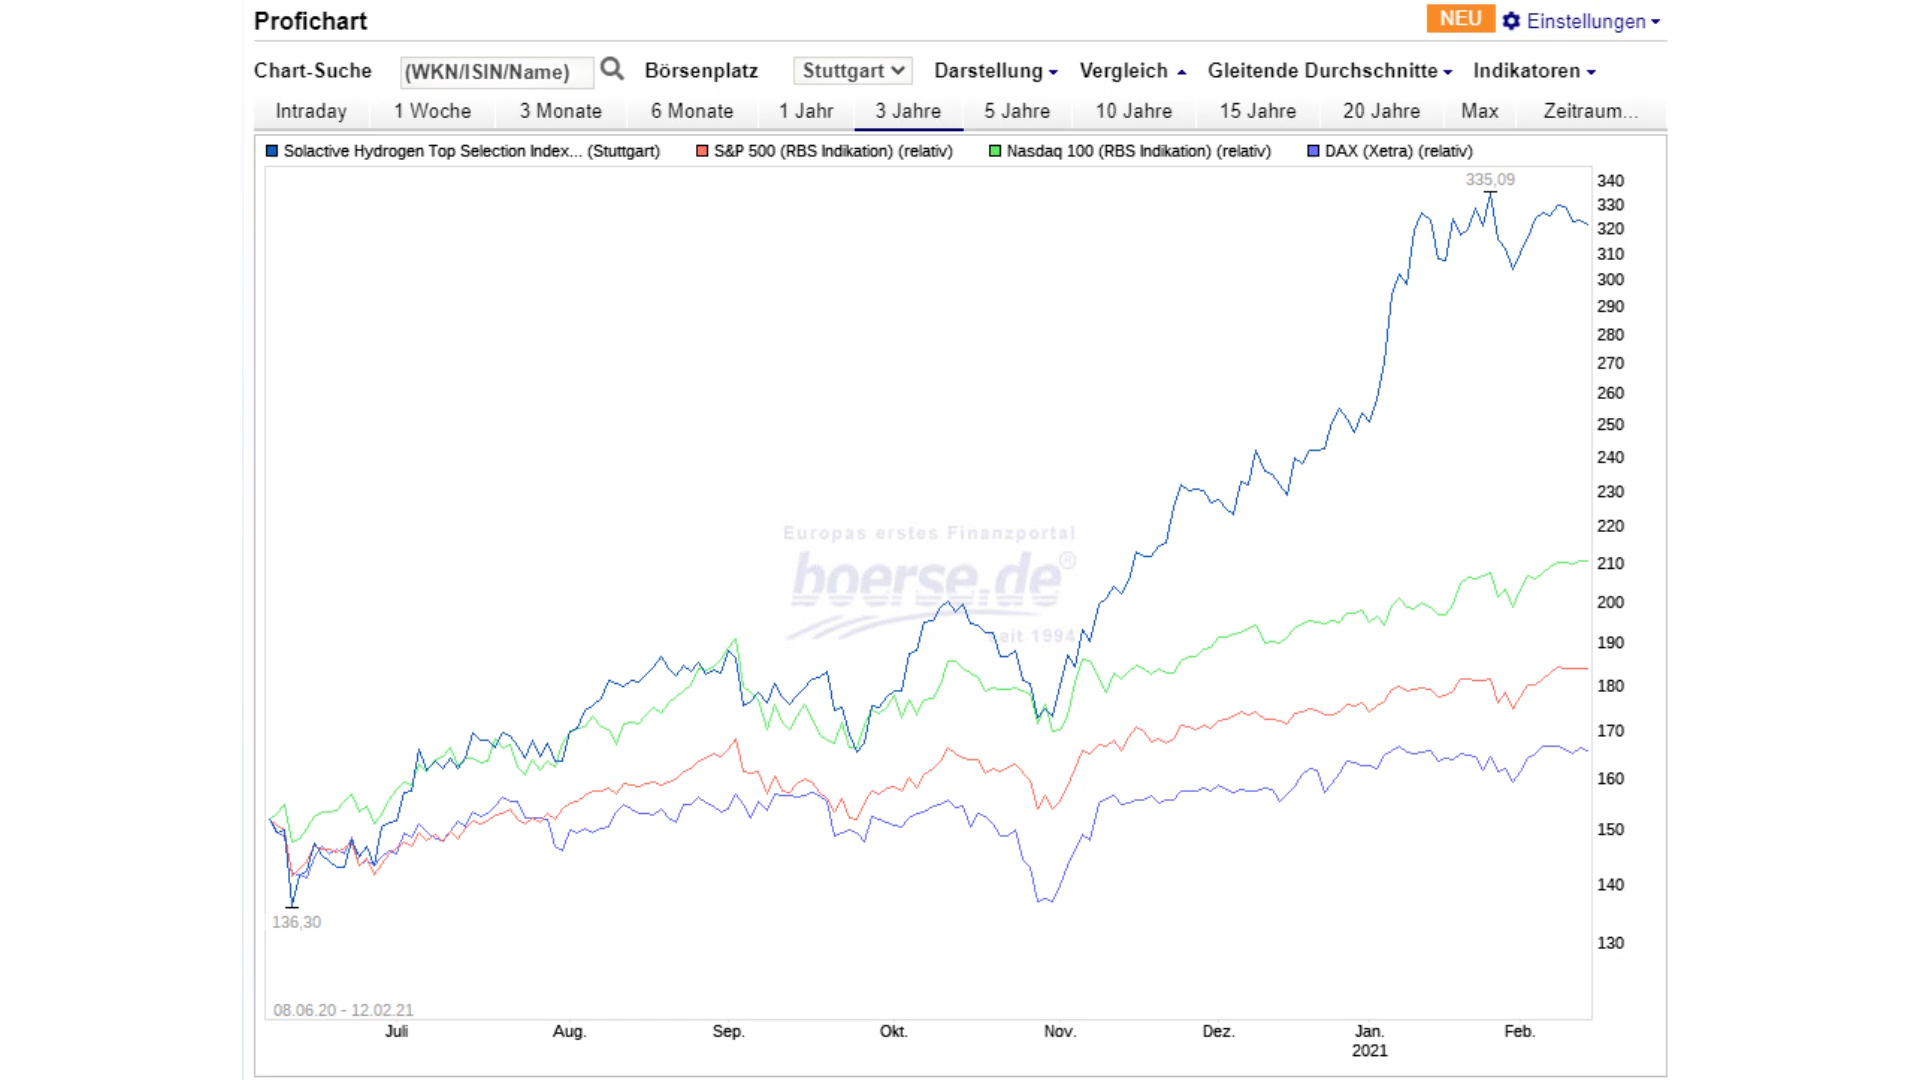 Profichart
NEU Einstellungen
Chart-Suche (WKN/ISIN/Name) Börsenplatz Stuttgart Darstellung Vergleich Gleitende Durchschnitte Indikatoren
Intraday 1 Woche 3 Monate 6 Monate 1 Jahr 3 Jahre 5 Jahre 10 Jahre 15 Jahre 20 Jahre Max Zeitraum...
Solactive Hydrogen Top Selection Index... (Stuttgart) S&P 500 (RBS Indikation) (relativ) Nasdaq 100 (RBS Indikation) (relativ) DAX (Xetra) (relativ)
335,09
340
330
320
310
300
290
280
270
260
250
240
230
220
210
200
190
180
170
160
150
140
130
Europas erstes Finanzportal
boerse.de®
seit 1994
136,30
08.06.20 - 12.02.21
Juli Aug. Sep. Okt. Nov. Dez. Jan. Feb.
2021